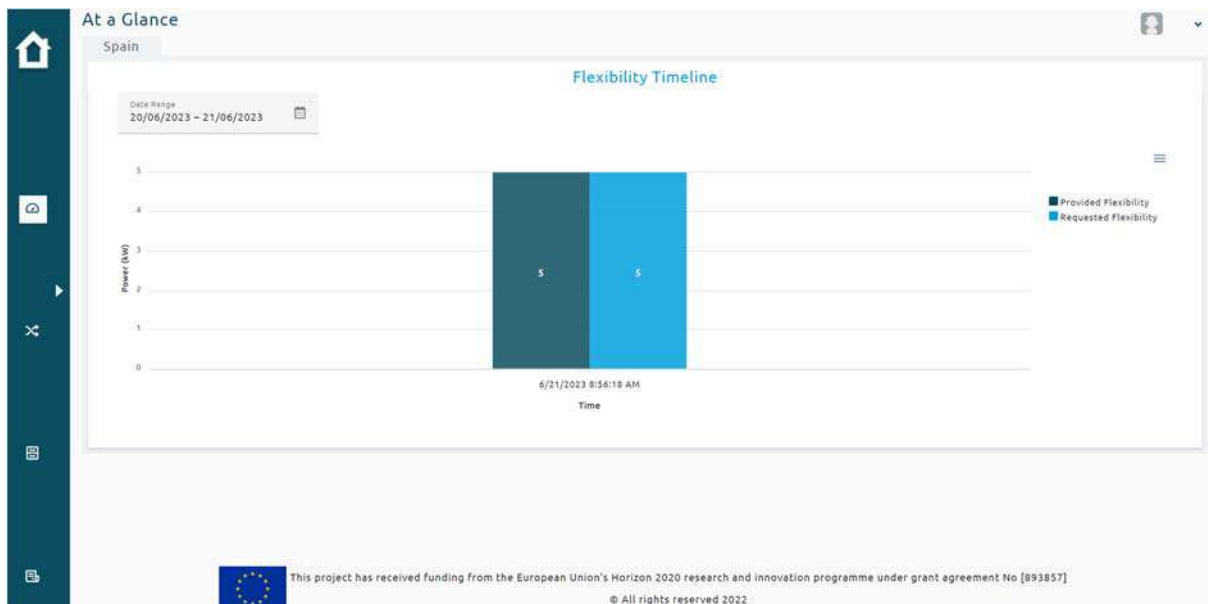 At a Glance
Spain
Flexibility Timeline
Date Range
20/06/2023 – 21/06/2023
5
4
3
2
1
0
Power (kW)
5
5
Provided Flexibility
Requested Flexibility
6/21/2023 8:56:18 AM
Time
This project has received funding from the European Union's Horizon 2020 research and innovation programme under grant agreement No [893857]
© All rights reserved 2022